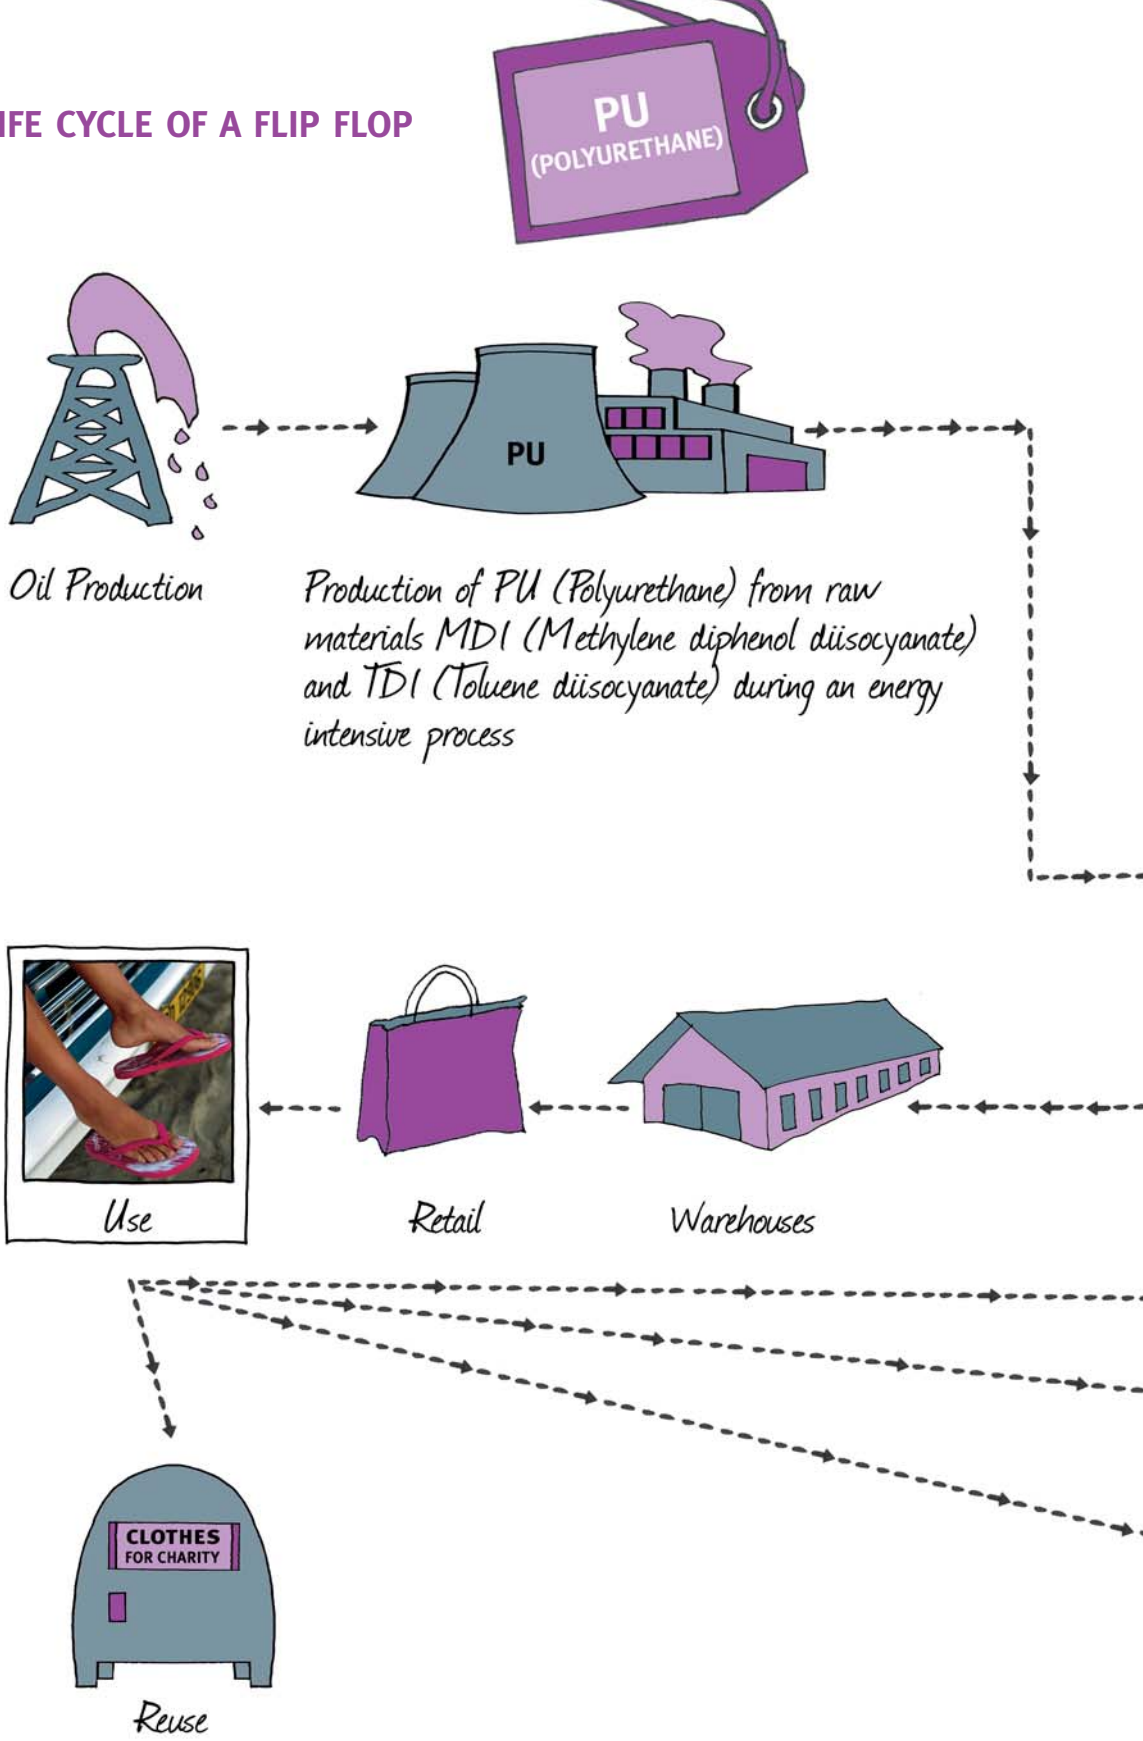 IFE CYCLE OF A FLIP FLOP
PU
(POLYURETHANE)
PU
Oil Production
Production of PU (Polyurethane) from raw
materials MDI (Methylene diphenol diisocyanate)
and TDI (Toluene diisocyanate) during an energy
intensive process
Use
Retail
Warehouses
CLOTHES
FOR CHARITY
Reuse